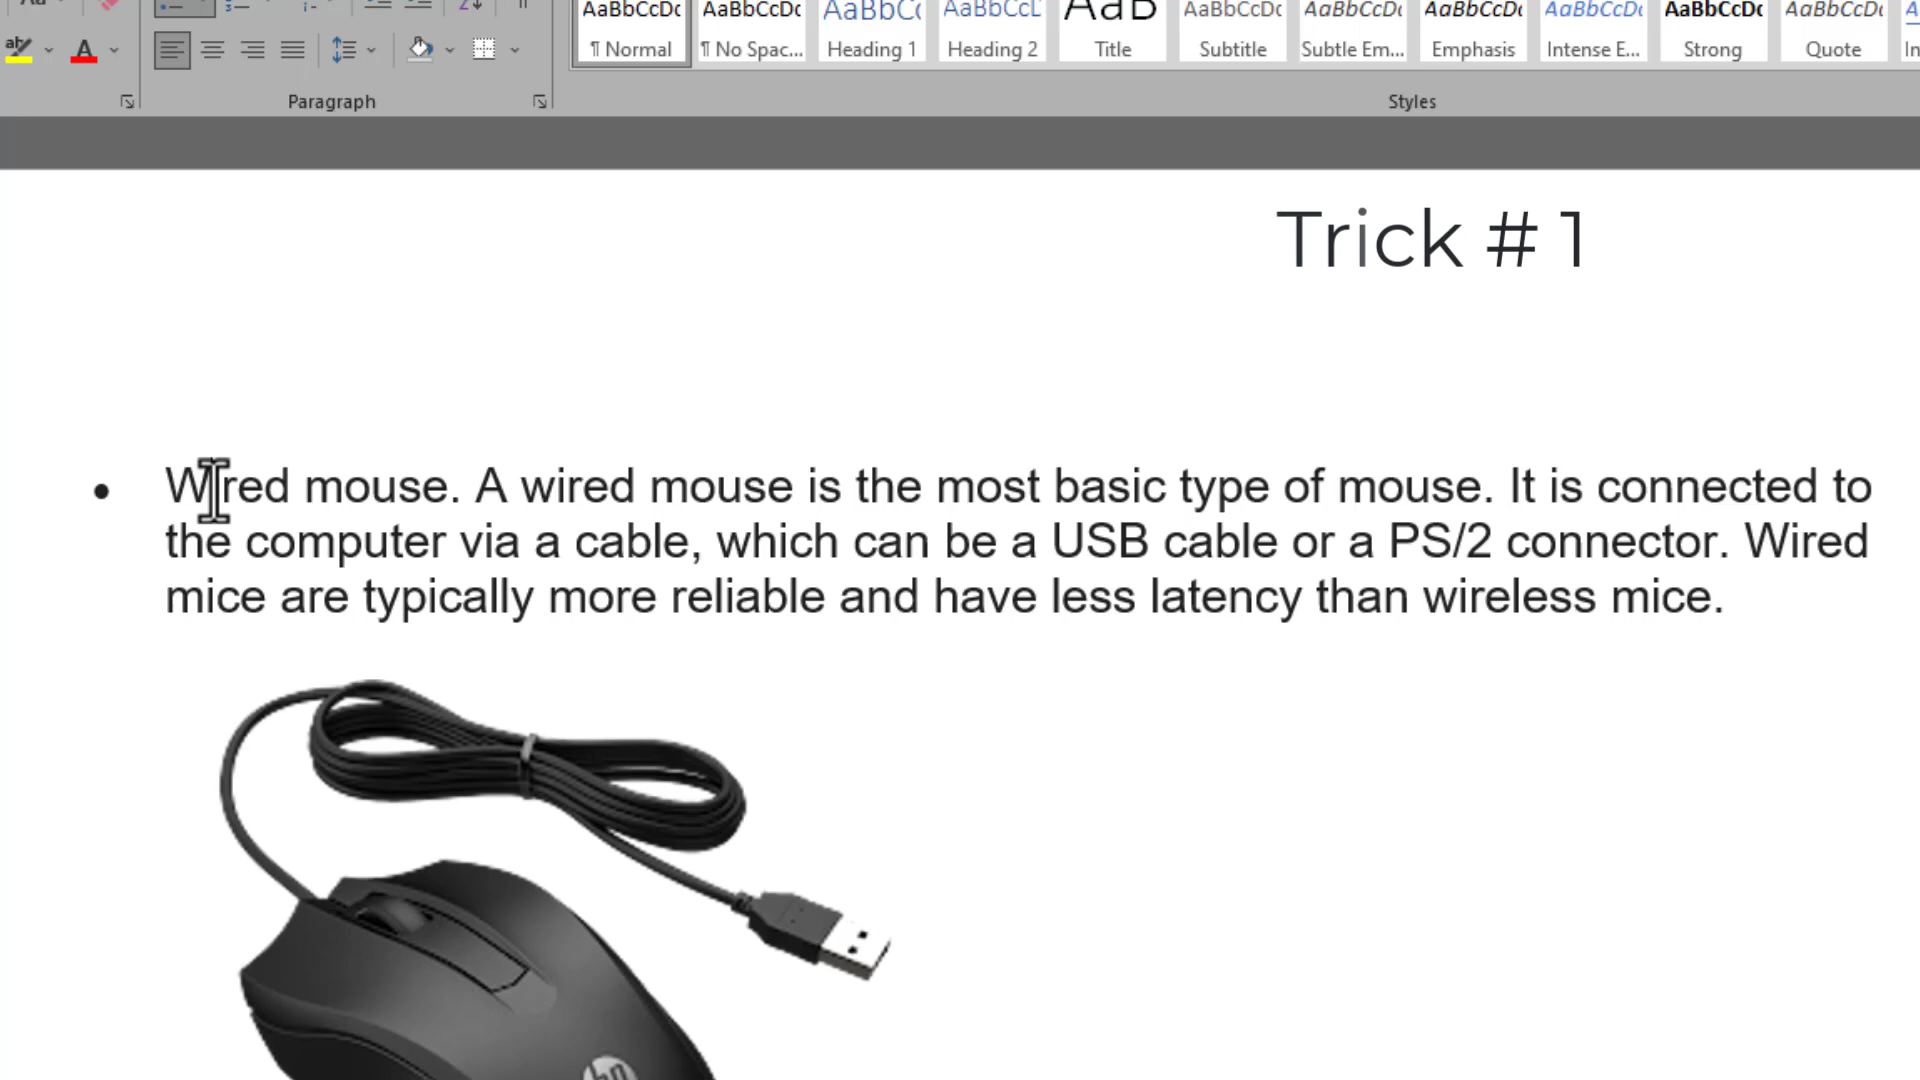 AaBbCcDc AaBbCcDc AaBbC AaBbCcL AaB AaBbCcDc AaBbCcDc AaBbCcDc AaBbCcDc AaBbCcDc AaBbCcDc
¶ Normal ¶ No Spac... Heading 1 Heading 2 Title Subtitle Subtle Em... Emphasis Intense E... Strong Quote In
Paragraph Styles
Trick # 1
• Wired mouse. A wired mouse is the most basic type of mouse. It is connected to
the computer via a cable, which can be a USB cable or a PS/2 connector. Wired
mice are typically more reliable and have less latency than wireless mice.
hp